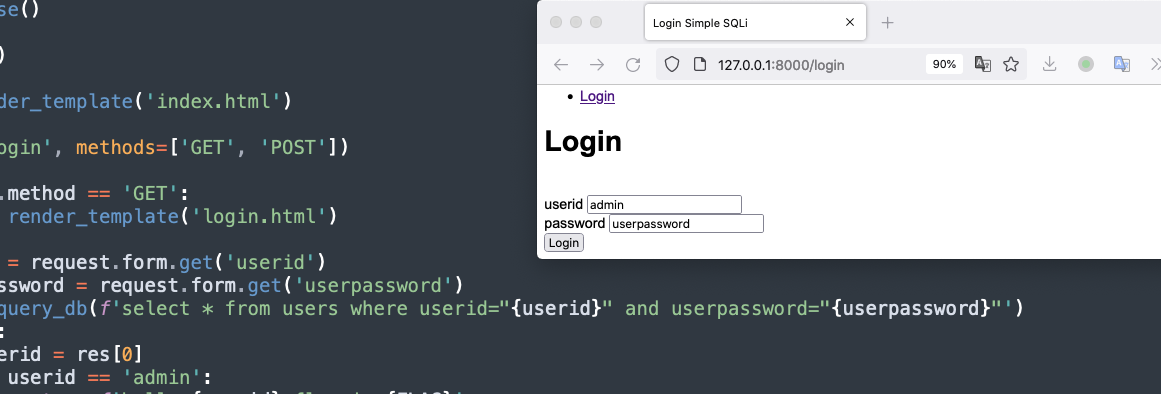 se()
)
der_template('index.html')
ogin', methods=['GET', 'POST'])
.method == 'GET':
render_template('login.html')
= request.form.get('userid')
ssword = request.form.get('userpassword')
query_db(f'select * from users where userid="{userid}" and userpassword="{userpassword}"')
:
erid = res[0]
userid == 'admin':
Login Simple SQLi
127.0.0.1:8000/login
90%
Login
Login
userid admin
password userpassword
Login